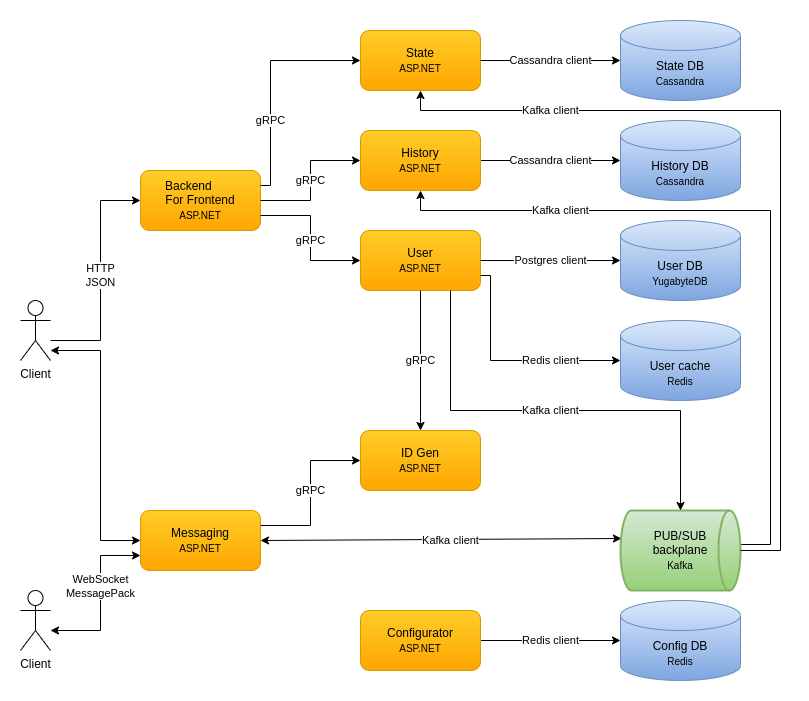 State
ASP.NET
Cassandra client
State DB
Cassandra
Kafka client
gRPC
History
ASP.NET
Cassandra client
History DB
Cassandra
gRPC
Backend
For Frontend
ASP.NET
Kafka client
gRPC
User
ASP.NET
Postgres client
User DB
YugabyteDB
HTTP
JSON
Client
gRPC
Redis client
User cache
Redis
Kafka client
ID Gen
ASP.NET
gRPC
Messaging
ASP.NET
Kafka client
PUB/SUB
backplane
Kafka
WebSocket
MessagePack
Client
Configurator
ASP.NET
Redis client
Config DB
Redis